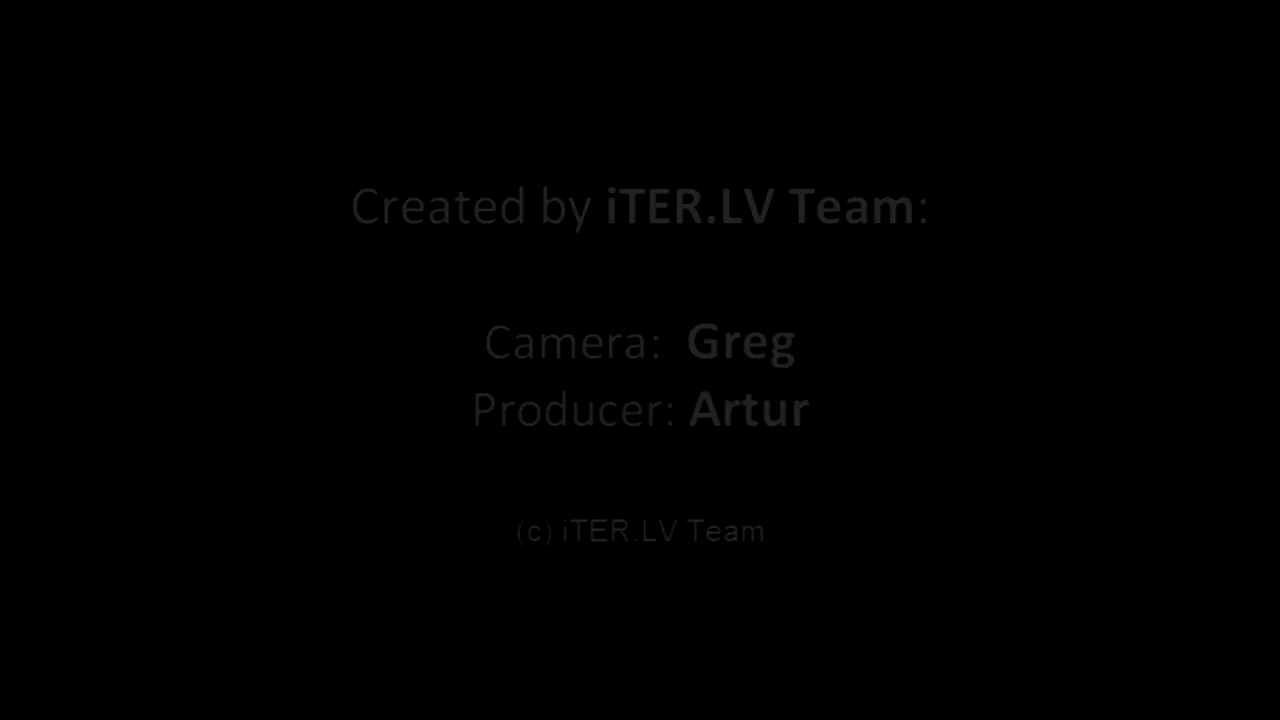 Created by iTER.LV Team:
Camera: Greg
Producer: Artur
(c) iTER.LV Team